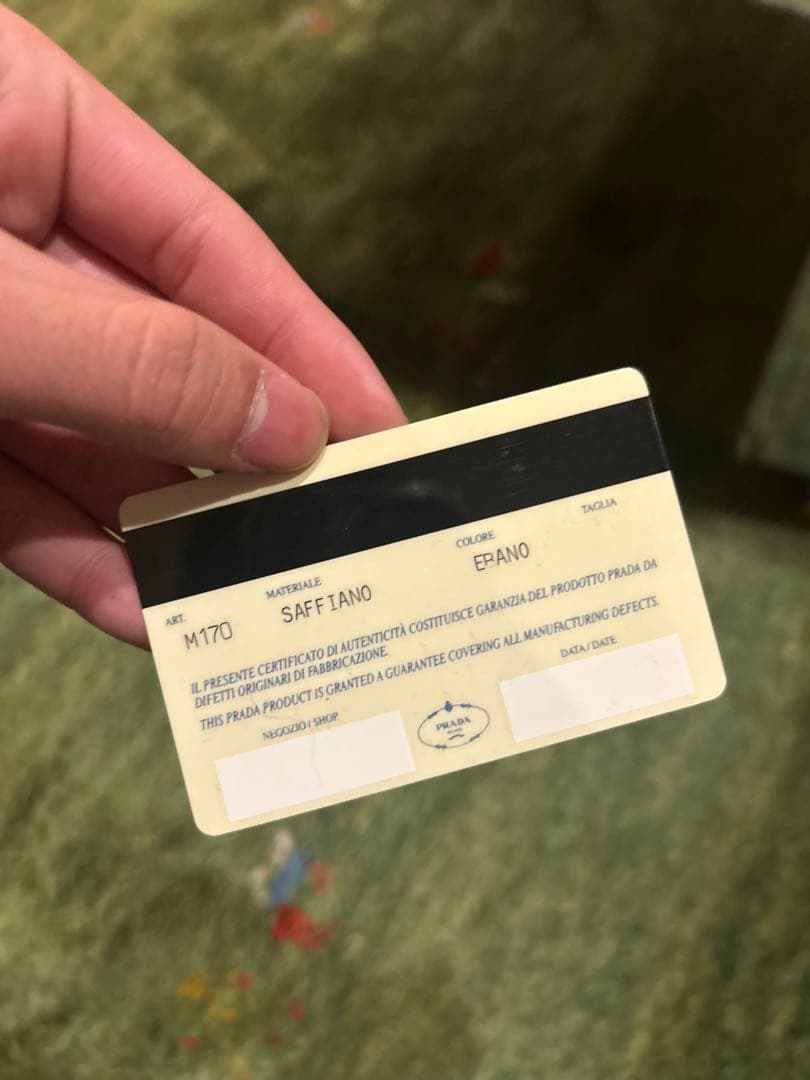 ART. MATERIALE COLORE TAGLIA
M170 SAFFIANO EBANO
IL PRESENTE CERTIFICATO DI AUTENTICITÀ COSTITUISCE GARANZIA DEL PRODOTTO PRADA DA
DIFETTI ORIGINARI DI FABBRICAZIONE.
THIS PRADA PRODUCT IS GRANTED A GUARANTEE COVERING ALL MANUFACTURING DEFECTS.
NEGOZIO / SHOP DATA / DATE
PRADA